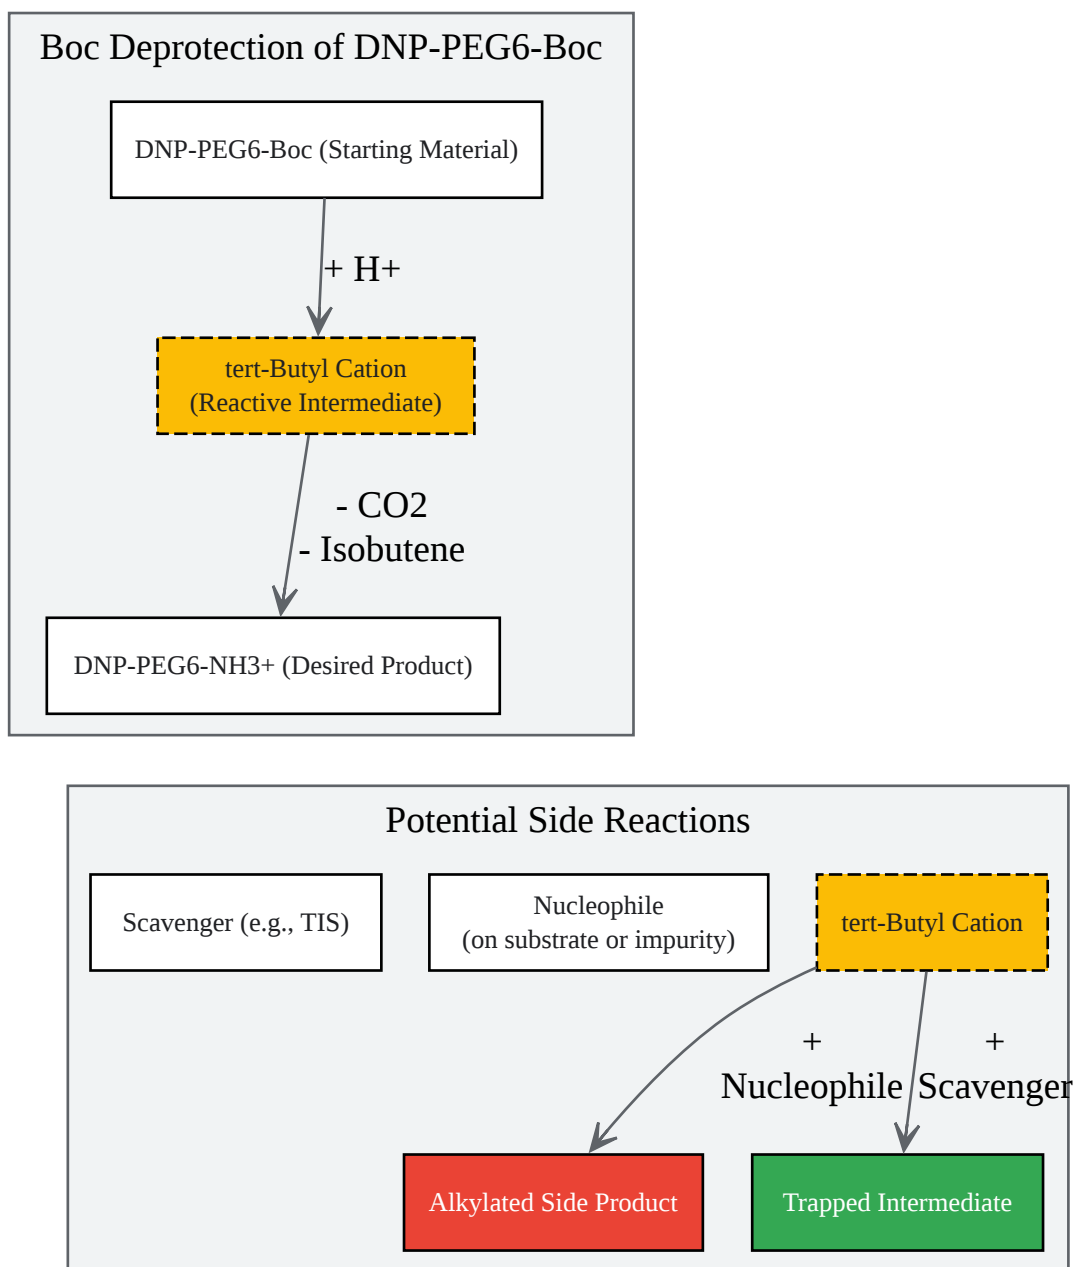 Boc Deprotection of DNP-PEG6-Boc
DNP-PEG6-Boc (Starting Material)
+ H+
tert-Butyl Cation
(Reactive Intermediate)
- CO2
- Isobutene
DNP-PEG6-NH3+ (Desired Product)
Potential Side Reactions
Scavenger (e.g., TIS)
Nucleophile
(on substrate or impurity)
tert-Butyl Cation
+
Nucleophile
+
Scavenger
Alkylated Side Product
Trapped Intermediate